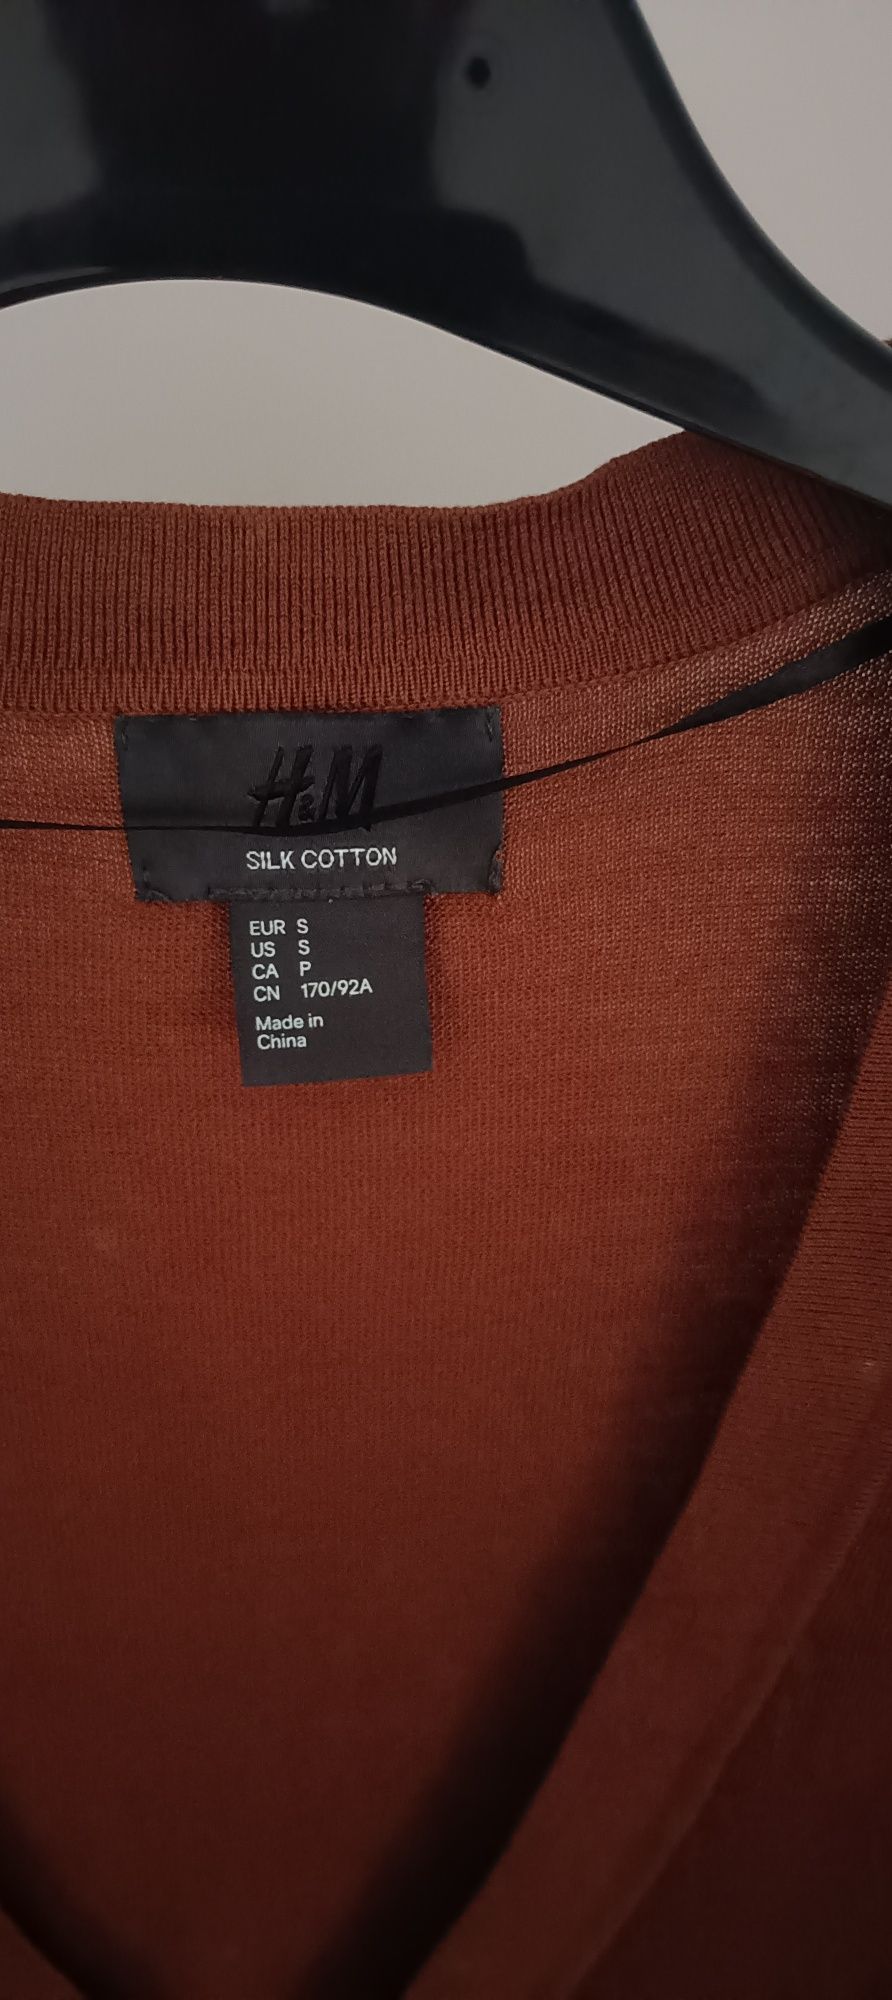 H&M
SILK COTTON
EUR S
US S
CA P
CN 170/92A
Made in
China